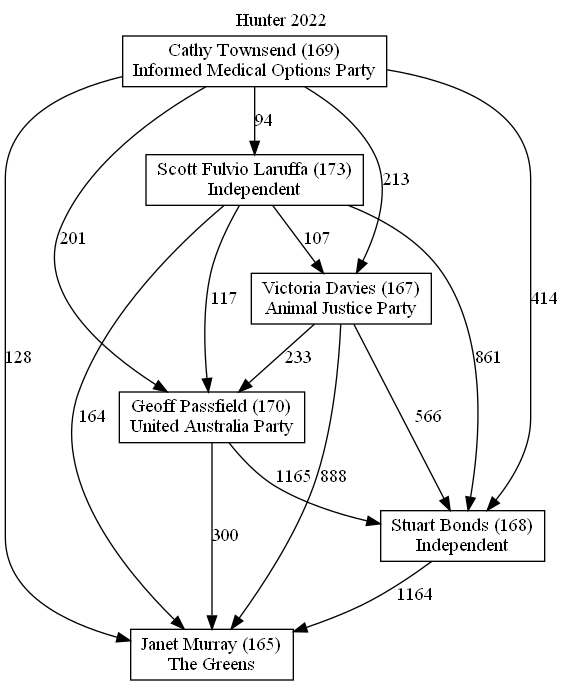 Hunter 2022
Cathy Townsend (169)
Informed Medical Options Party
94
Scott Fulvio Laruffa (173)
Independent
213
201
107
Victoria Davies (167)
Animal Justice Party
117
414
128
233
861
Geoff Passfield (170)
United Australia Party
164
566
1165
888
Stuart Bonds (168)
Independent
300
1164
Janet Murray (165)
The Greens